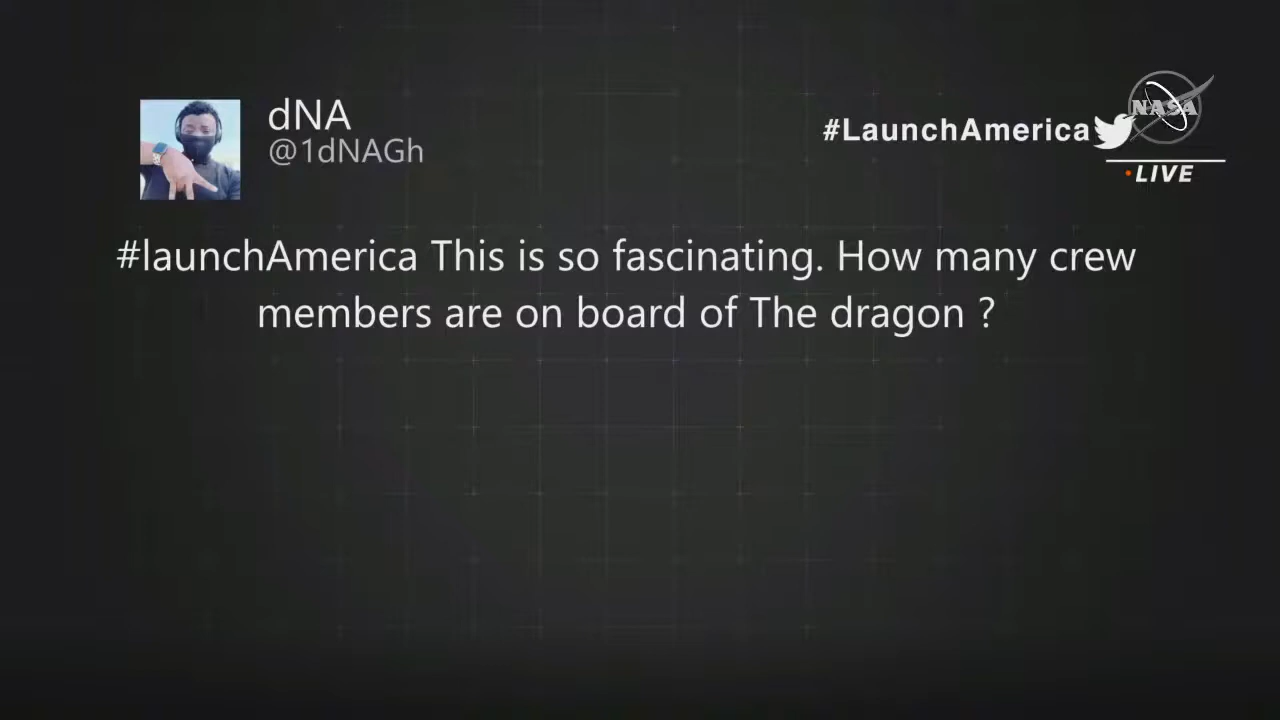 dNA
@1dNAGh
#LaunchAmerica
NASA
LIVE
#launchAmerica This is so fascinating. How many crew
members are on board of The dragon ?